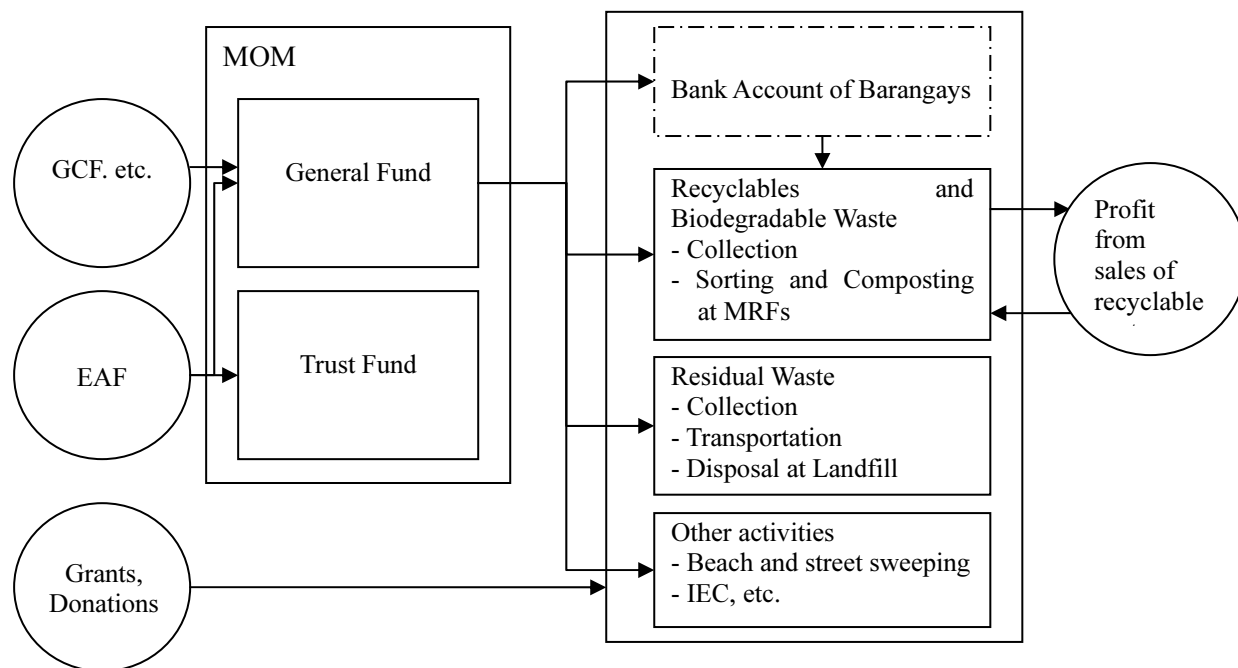 MOM
GCF. etc.
General Fund
EAF
Trust Fund
Grants,
Donations
Bank Account of Barangays
Recyclables and
Biodegradable Waste
- Collection
- Sorting and Composting
at MRFs
Residual Waste
- Collection
- Transportation
- Disposal at Landfill
Other activities
- Beach and street sweeping
- IEC, etc.
Profit
from
sales of
recyclable